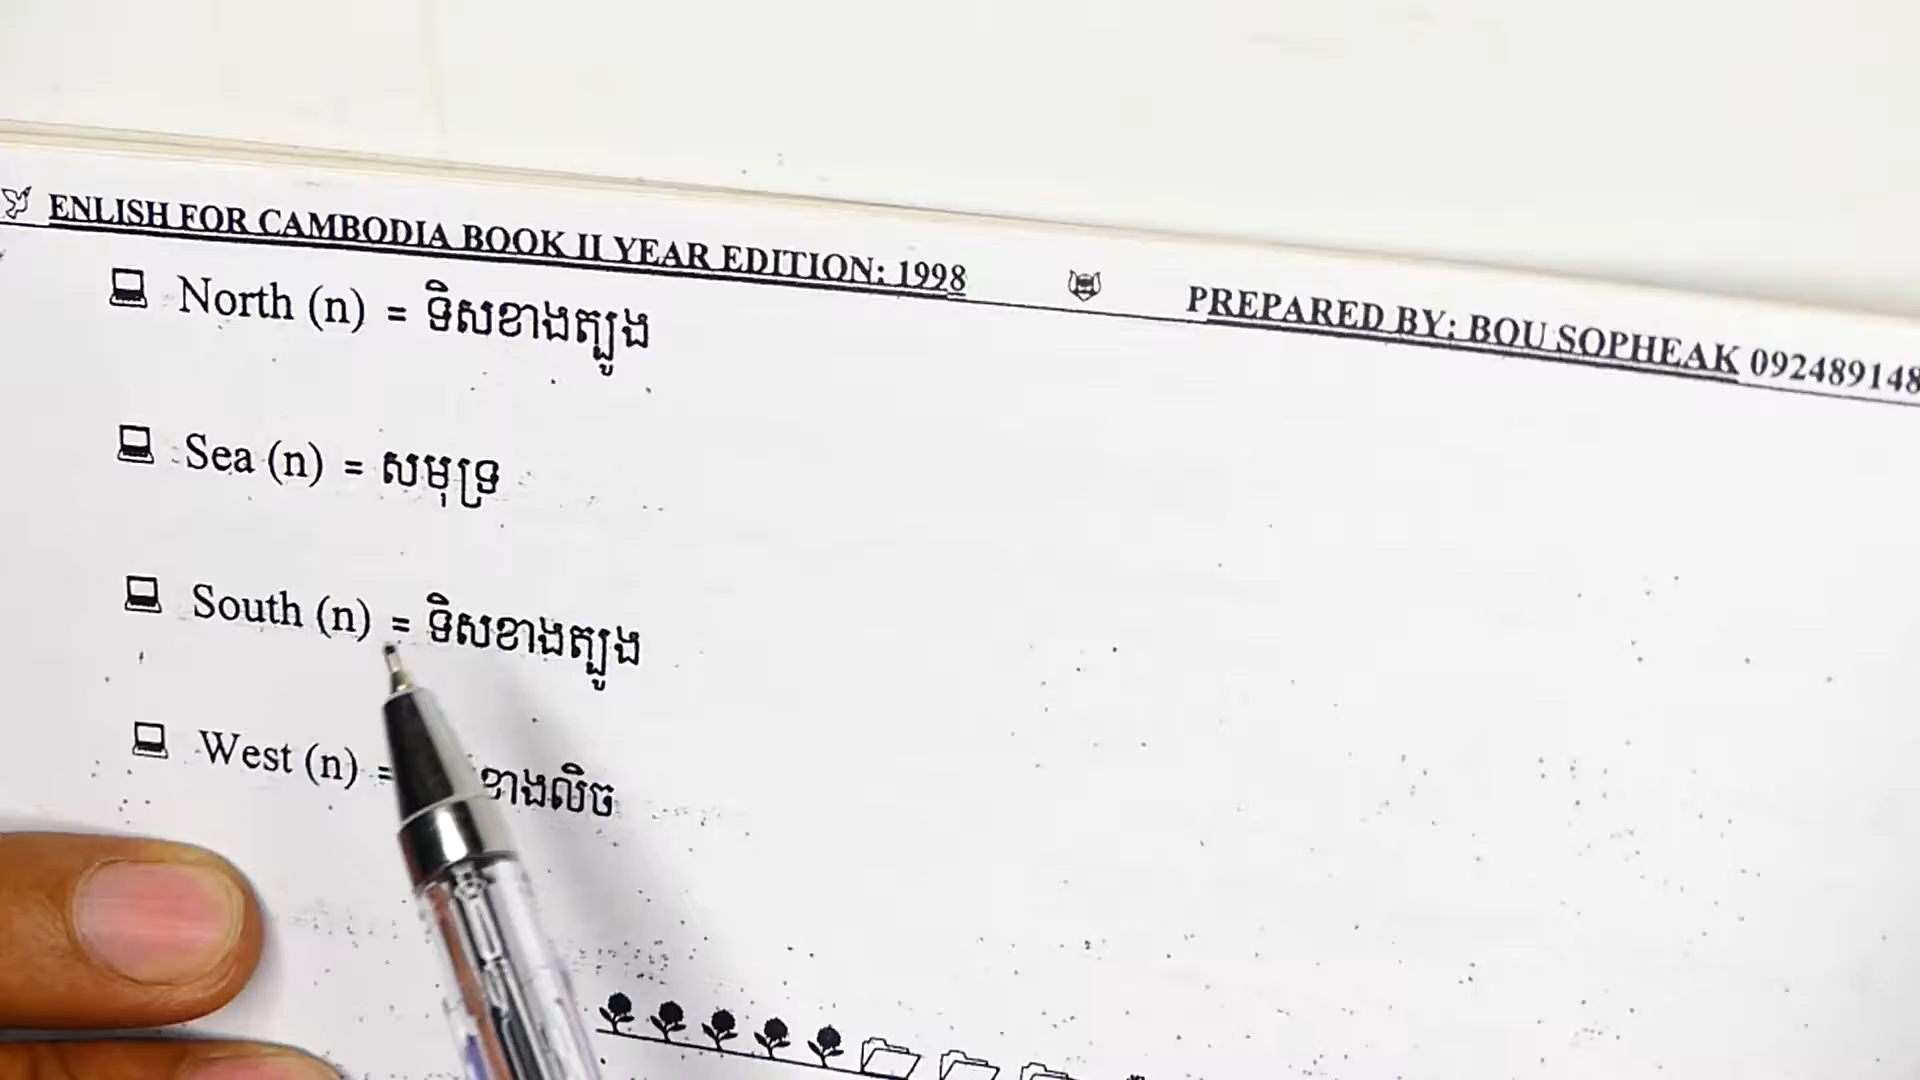 ENLISH FOR CAMBODIA BOOK II YEAR EDITION: 1998 PREPARED BY: BOU SOPHEAK 092489148
North (n) = ទិសខាងត្បូង
Sea (n) = សមុទ្រ
South (n) = ទិសខាងត្បូង
West (n) = ខាងលិច